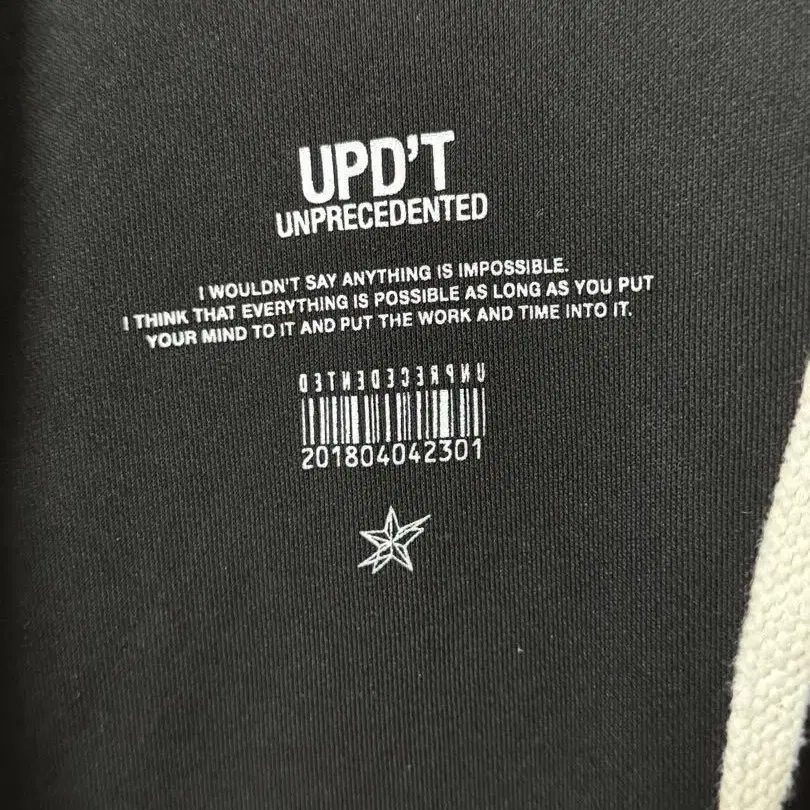 UPD'T
UNPRECEDENTED
I WOULDN'T SAY ANYTHING IS IMPOSSIBLE.
I THINK THAT EVERYTHING IS POSSIBLE AS LONG AS YOU PUT
YOUR MIND TO IT AND PUT THE WORK AND TIME INTO IT.
UNPRECEDENTED
201804042301